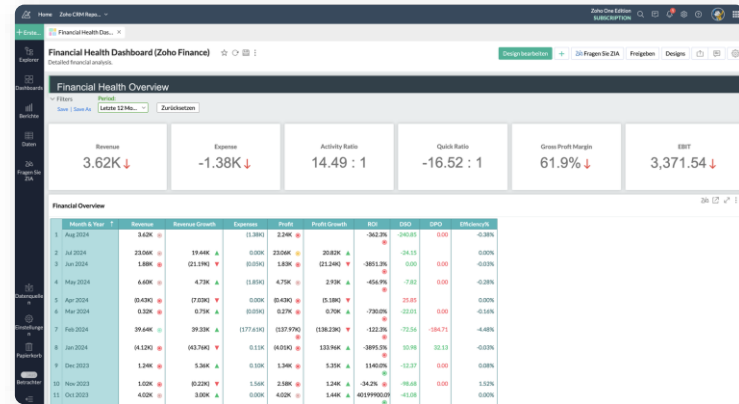 Home Zoho CRM Repo...
Zoho One Edition
SUBSCRIPTION
+ Erste...
Financial Health Das... ×
Explorer
Dashboards
Berichte
Daten
Fragen Sie ZIA
Datenquellen
Einstellungen
Papierkorb
Betrachter
Financial Health Dashboard (Zoho Finance)
Detailed financial analysis.
Design bearbeiten + Fragen Sie ZIA Freigeben Designs
Financial Health Overview
Filters Period:
Save | Save As Letzte 12 Mo... Zurücksetzen
Revenue Expense Activity Ratio Quick Ratio Gross Proft Margin EBIT
3.62K↓ -1.38K↓ 14.49 : 1 -16.52 : 1 61.9%↓ 3,371.54↓
Financial Overview
Month & Year ↑ Revenue Revenue Growth Expenses Profit Profit Growth ROI DSO DPO Efficiency%
1 Aug 2024 3.62K (1.38K) 2.24K -362.3% -240.85 0.00 -0.38%
2 Jul 2024 23.06K 19.44K ▲ 0.00K 23.06K 20.82K ▲ -24.15 0.00%
3 Jun 2024 1.88K (21.19K) ▼ (0.05K) 1.83K (21.24K) ▼ -3851.3% 0.00 0.00 -0.03%
4 May 2024 6.60K 4.73K ▲ (1.85K) 4.75K 2.93K ▲ -456.9% -7.82 0.00 -0.28%
5 Apr 2024 (0.43K) (7.03K) ▼ 0.00K (0.43K) (5.18K) ▼ 25.85 0.00%
6 Mar 2024 0.32K 0.75K ▲ (0.05K) 0.27K 0.70K ▲ -730.0% -22.01 0.00 -0.16%
7 Feb 2024 39.64K 39.33K ▲ (177.61K) (137.97K) (138.23K) ▼ -122.3% -72.56 -184.71 -4.48%
8 Jan 2024 (4.12K) (43.76K) ▼ 0.11K (4.01K) 133.96K ▲ -3895.5% 10.98 32.13 -0.03%
9 Dec 2023 1.24K 5.36K ▲ 0.10K 1.34K 5.35K ▲ 1140.0% -12.37 0.00 0.08%
10 Nov 2023 1.02K (0.22K) ▼ 1.56K 2.58K 1.24K ▲ -34.2% -98.68 0.00 1.52%
11 Oct 2023 4.02K 3.00K ▲ 0.00K 4.02K 1.44K ▲ -41.08 0.00%